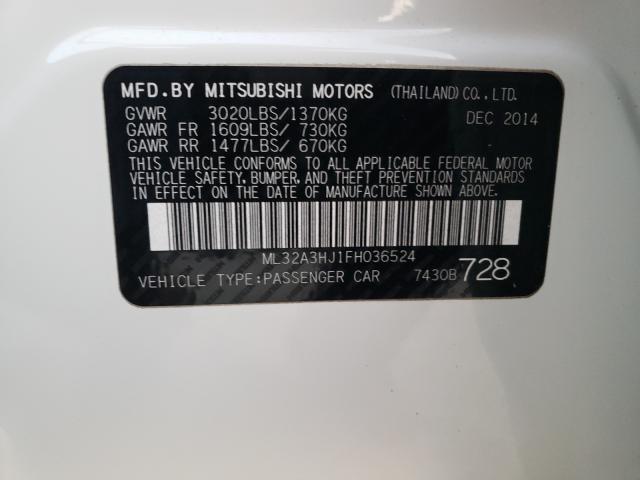 MFD.BY MITSUBISHI MOTORS (THAILAND)CO.,LTD.
GVWR 3020LBS/1370KG DEC 2014
GAWR FR 1609LBS/ 730KG
GAWR RR 1477LBS/ 670KG
THIS VEHICLE CONFORMS TO ALL APPLICABLE FEDERAL MOTOR
VEHICLE SAFETY, BUMPER, AND THEFT PREVENTION STANDARDS
IN EFFECT ON THE DATE OF MANUFACTURE SHOWN ABOVE.
ML32A3HJ1FH036524
VEHICLE TYPE:PASSENGER CAR 7430B 728